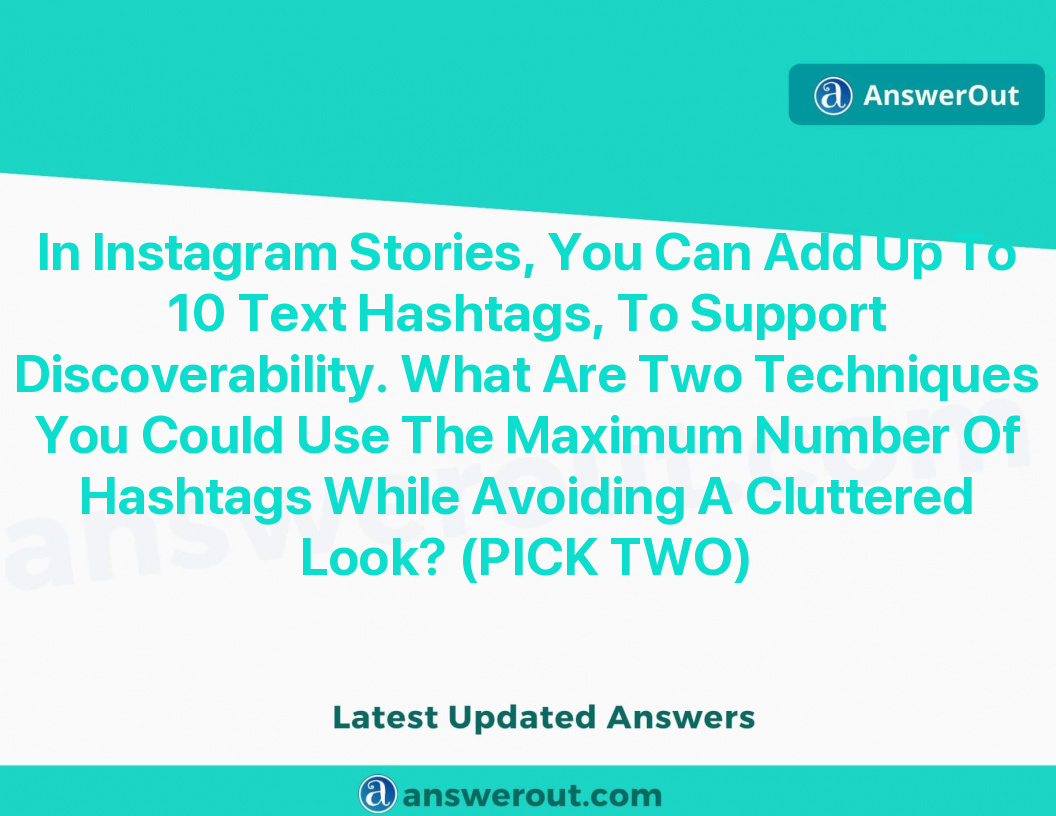 AnswerOut
In Instagram Stories, You Can Add Up To
10 Text Hashtags, To Support
Discoverability. What Are Two Techniques
You Could Use The Maximum Number Of
Hashtags While Avoiding A Cluttered
Look? (PICK TWO)
answerout.com
Latest Updated Answers
answerout.com